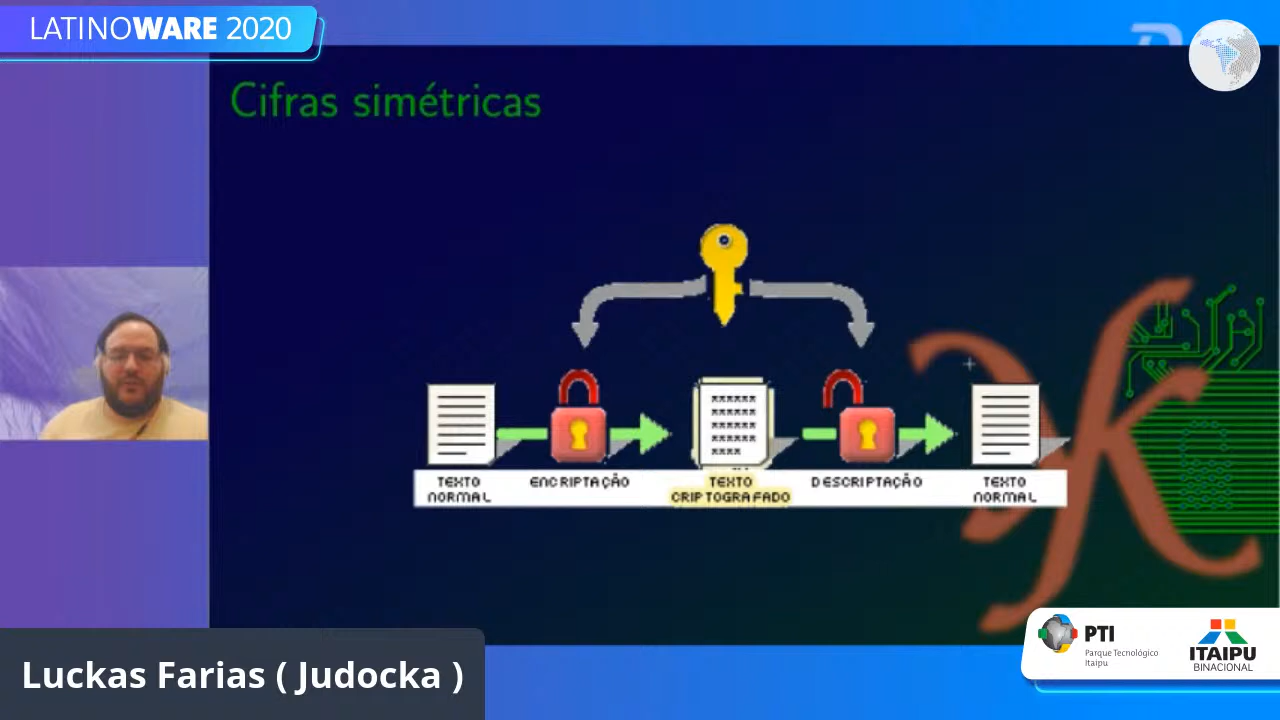 LATINOWARE 2020
Cifras simétricas
TEXTO NORMAL
ENCRIPTAÇÃO
TEXTO CRIPTOGRAFADO
DESCRIPTAÇÃO
TEXTO NORMAL
Luckas Farias ( Judocka )
PTI
Parque Tecnológico
Itaipu
ITAIPU
BINACIONAL